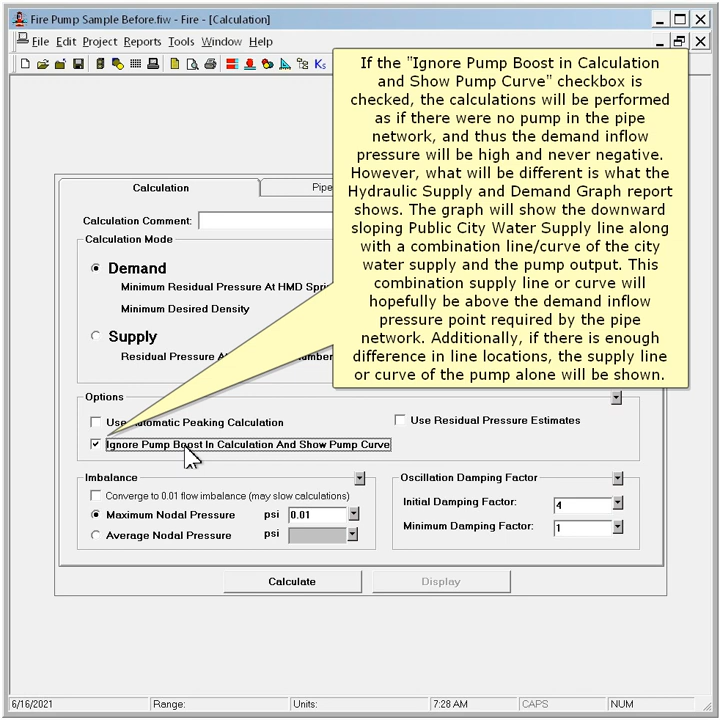 Fire Pump Sample Before.fiw - Fire - [Calculation]
File Edit Project Reports Tools Window Help
Ks
If the "Ignore Pump Boost in Calculation
and Show Pump Curve" checkbox is
checked, the calculations will be performed
as if there were no pump in the pipe
network, and thus the demand inflow
pressure will be high and never negative.
However, what will be different is what the
Hydraulic Supply and Demand Graph report
shows. The graph will show the downward
sloping Public City Water Supply line along
with a combination line/curve of the city
water supply and the pump output. This
combination supply line or curve will
hopefully be above the demand inflow
pressure point required by the pipe
network. Additionally, if there is enough
difference in line locations, the supply line
or curve of the pump alone will be shown.
Calculation
Pipe
Calculation Comment:
Calculation Mode
Demand
Minimum Residual Pressure At HMD Spri
Minimum Desired Density
Supply
Residual Pressure At umber
Options
Use Automatic Peaking Calculation
Use Residual Pressure Estimates
Ignore Pump Boost In Calculation And Show Pump Curve
Imbalance
Converge to 0.01 flow imbalance (may slow calculations)
Maximum Nodal Pressure psi 0.01
Average Nodal Pressure psi
Oscillation Damping Factor
Initial Damping Factor: 4
Minimum Damping Factor: 1
Calculate
Display
6/16/2021 Range: Units: 7:28 AM CAPS NUM